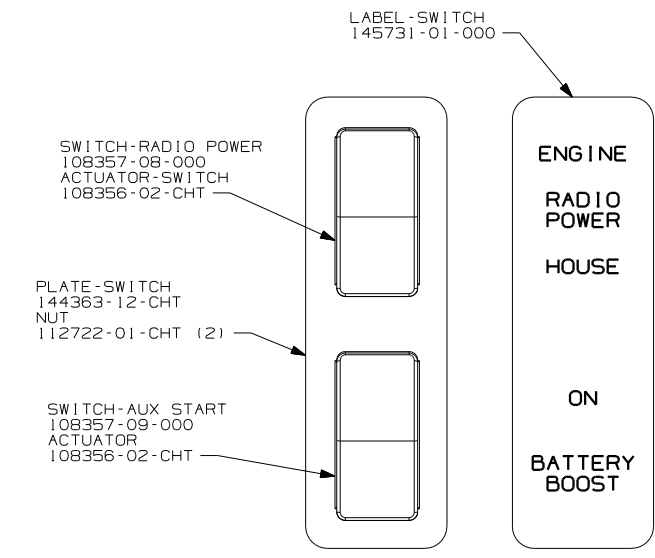 LABEL-SWITCH
145731-01-000
SWITCH-RADIO POWER
108357-08-000
ACTUATOR-SWITCH
108356-02-CHT
PLATE-SWITCH
144363-12-CHT
NUT
112722-01-CHT (2)
SWITCH-AUX START
108357-09-000
ACTUATOR
108356-02-CHT
ENGINE
RADIO
POWER
HOUSE
ON
BATTERY
BOOST